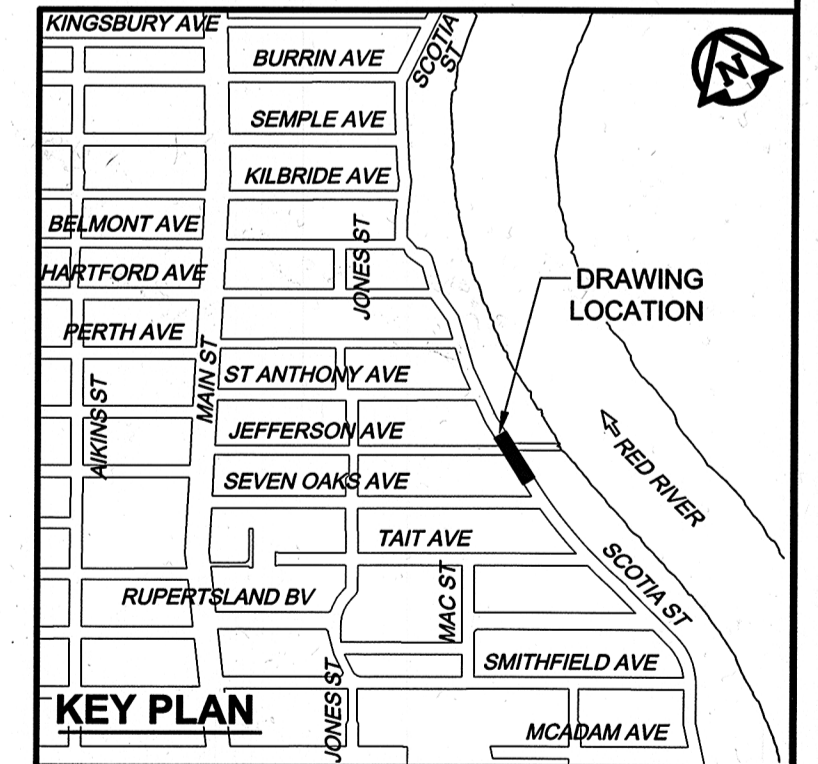 KINGSBURY AVE
SCOTIA
ST
BURRIN AVE
N
SEMPLE AVE
KILBRIDE AVE
BELMONT AVE
JONES ST
HARTFORD AVE
DRAWING
LOCATION
PERTH AVE
MAIN ST
ST ANTHONY AVE
AIKINS ST
JEFFERSON AVE
RED RIVER
SEVEN OAKS AVE
TAIT AVE
SCOTIA ST
MAC ST
RUPERTSLAND BV
SMITHFIELD AVE
JONES ST
KEY PLAN
MCADAM AVE